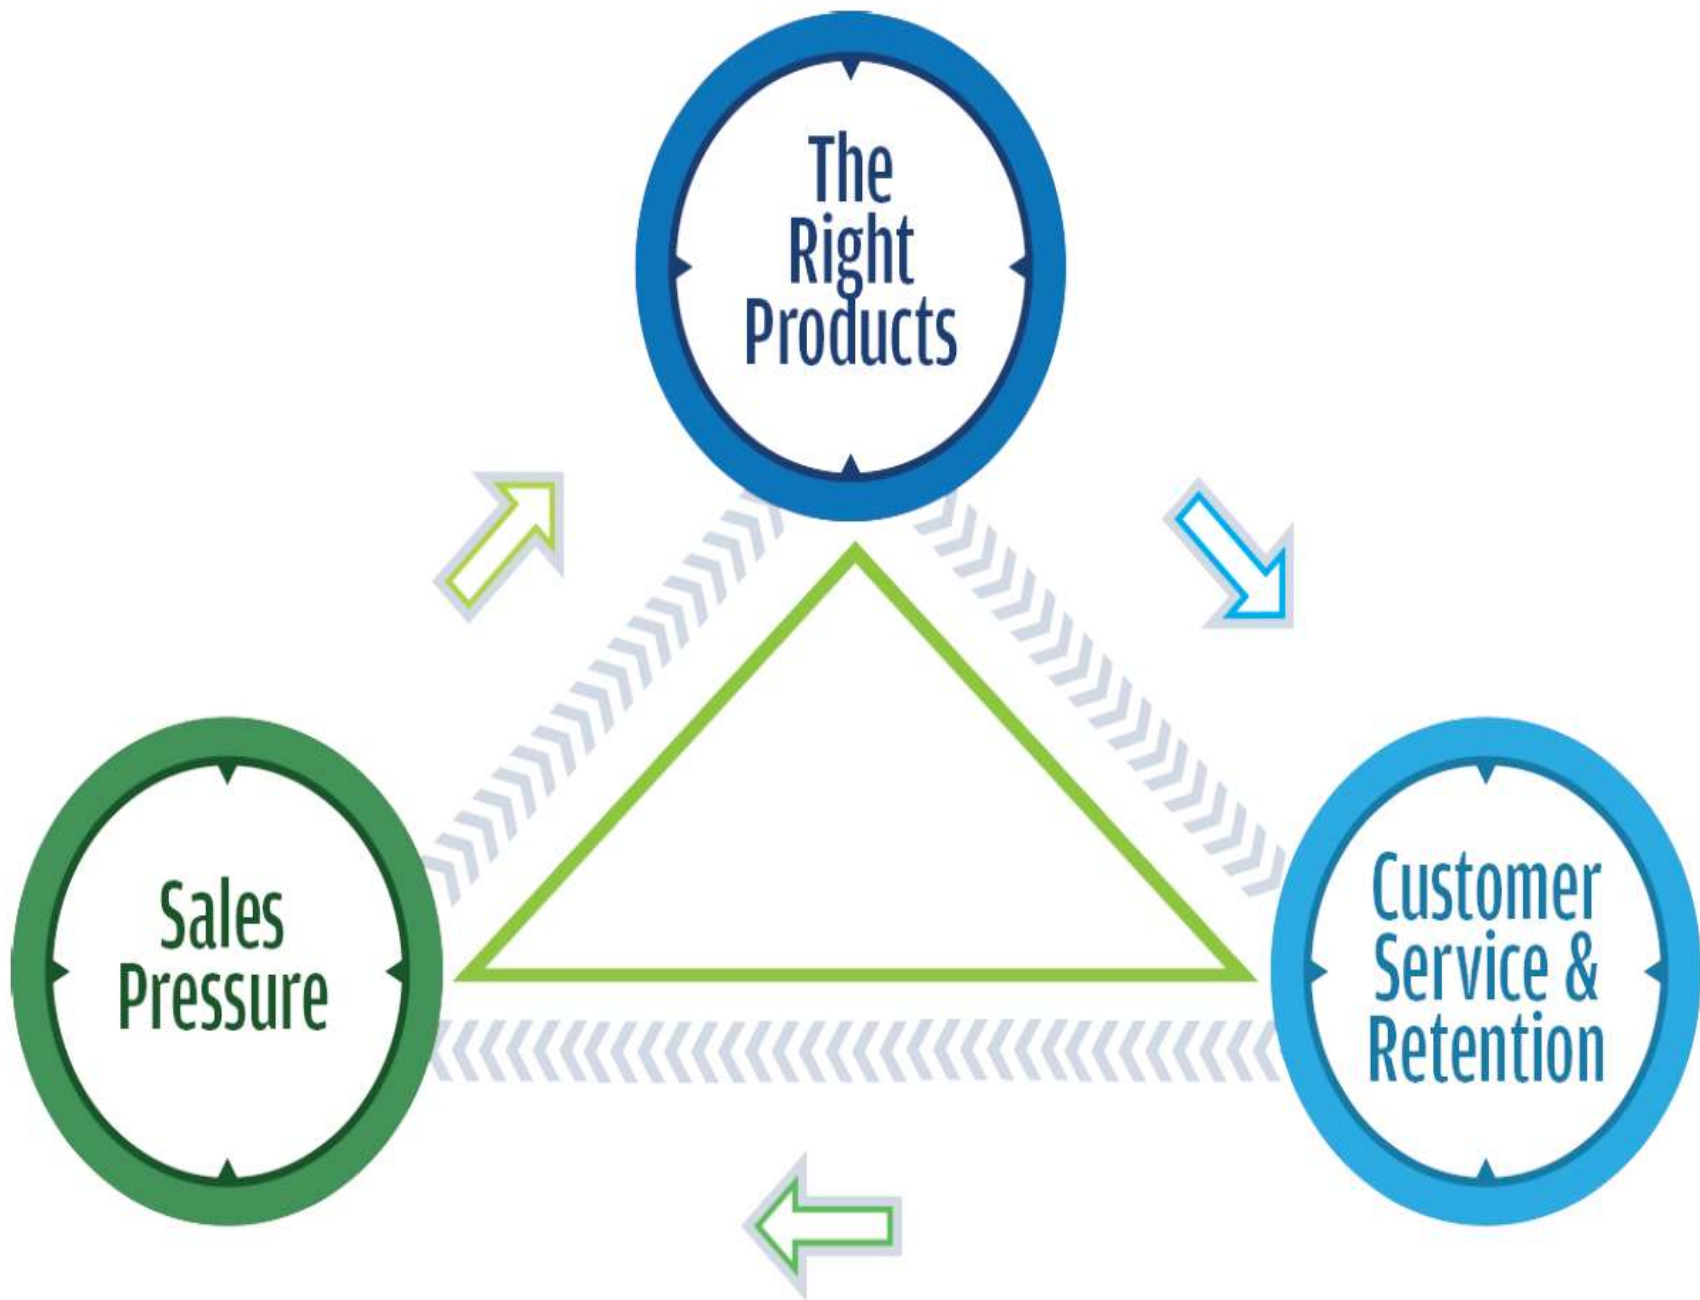 The
Right
Products
Sales
Pressure
Customer
Service &
Retention